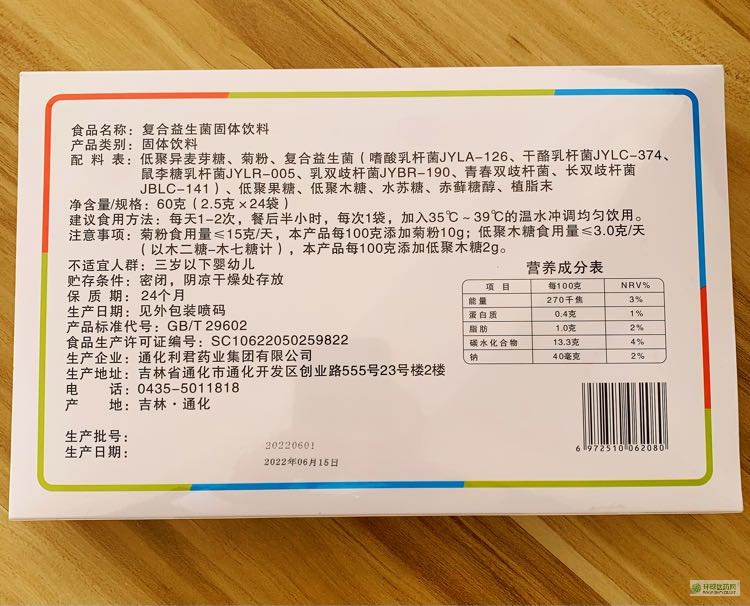 食品名称：复合益生菌固体饮料
产品类别：固体饮料
配 料 表：低聚异麦芽糖、菊粉、复合益生菌（嗜酸乳杆菌JYLA-126、干酪乳杆菌JYLC-374、
鼠李糖乳杆菌JYLR-005、乳双歧杆菌JYBR-190、青春双歧杆菌、长双歧杆菌
JBLC-141）、低聚果糖、低聚木糖、水苏糖、赤藓糖醇、植脂末
净含量/规格：60克（2.5克×24袋）
建议食用方法：每天1-2次，餐后半小时，每次1袋，加入35℃～39℃的温水冲调均匀饮用。
注意事项：菊粉食用量≤15克/天，本产品每100克添加菊粉10g；低聚木糖食用量≤3.0克/天
（以木二糖-木七糖计），本产品每100克添加低聚木糖2g。
不适宜人群：三岁以下婴幼儿
贮存条件：密闭，阴凉干燥处存放
保 质 期：24个月
生产日期：见外包装喷码
产品标准代号：GB/T 29602
食品生产许可证编号：SC10622050259822
生产企业：通化利君药业集团有限公司
生产地址：吉林省通化市通化开发区创业路555号23号楼2楼
电 话：0435-5011818
产 地：吉林·通化
营养成分表
项 目 每100克 NRV%
能量 270千焦 3%
蛋白质 0.4克 1%
脂肪 1.0克 2%
碳水化合物 13.3克 4%
钠 40毫克 2%
6 972510 062080
生产批号： 20220601
生产日期： 2022年06月15日
环球医药网